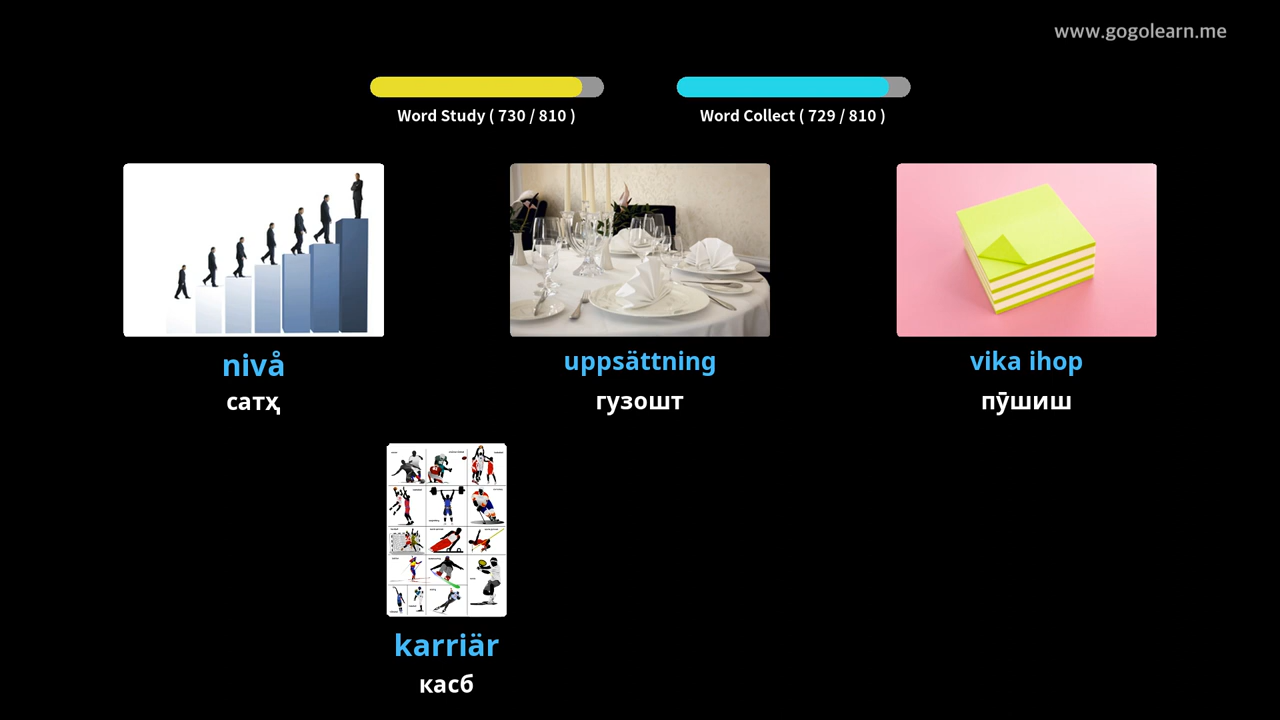 www.gogolearn.me
Word Study ( 730 / 810 )
Word Collect ( 729 / 810 )
nivå
сатҳ
uppsättning
гузошт
vika ihop
пӯшиш
karriär
касб